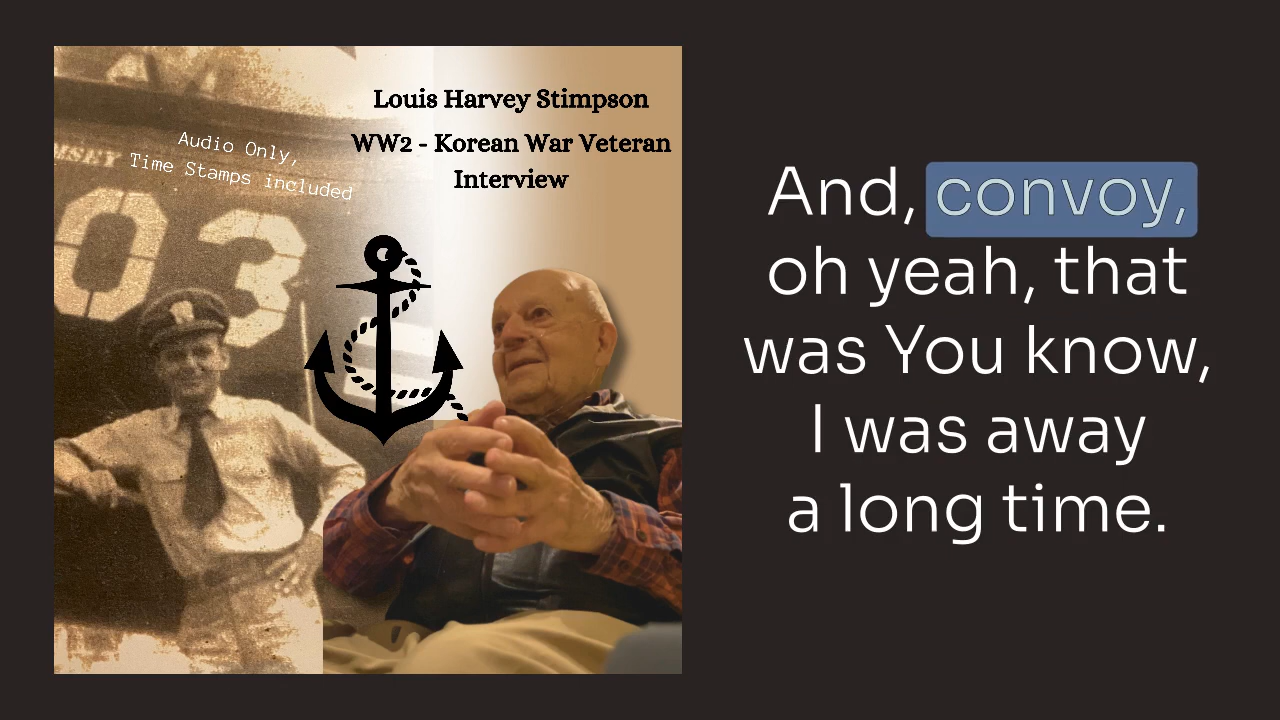 Louis Harvey Stimpson
WW2 - Korean War Veteran
Interview
Audio Only,
Time Stamps included
MSEY
03
And, convoy,
oh yeah, that
was You know,
I was away
a long time.